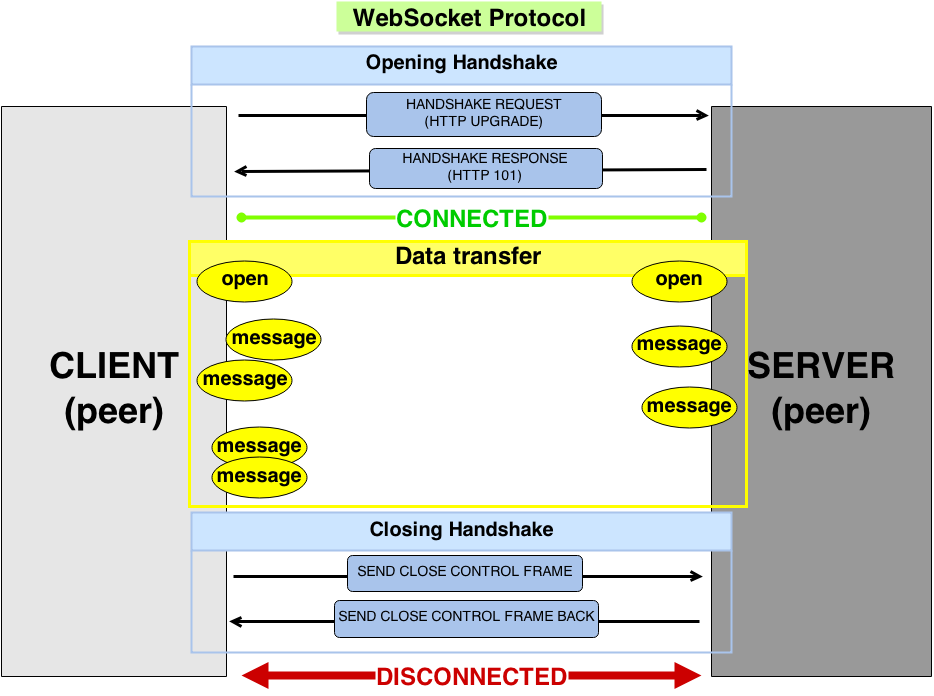 WebSocket Protocol
Opening Handshake
HANDSHAKE REQUEST
(HTTP UPGRADE)
HANDSHAKE RESPONSE
(HTTP 101)
CONNECTED
Data transfer
open
open
message
message
message
message
message
message
CLIENT
(peer)
SERVER
(peer)
Closing Handshake
SEND CLOSE CONTROL FRAME
SEND CLOSE CONTROL FRAME BACK
DISCONNECTED